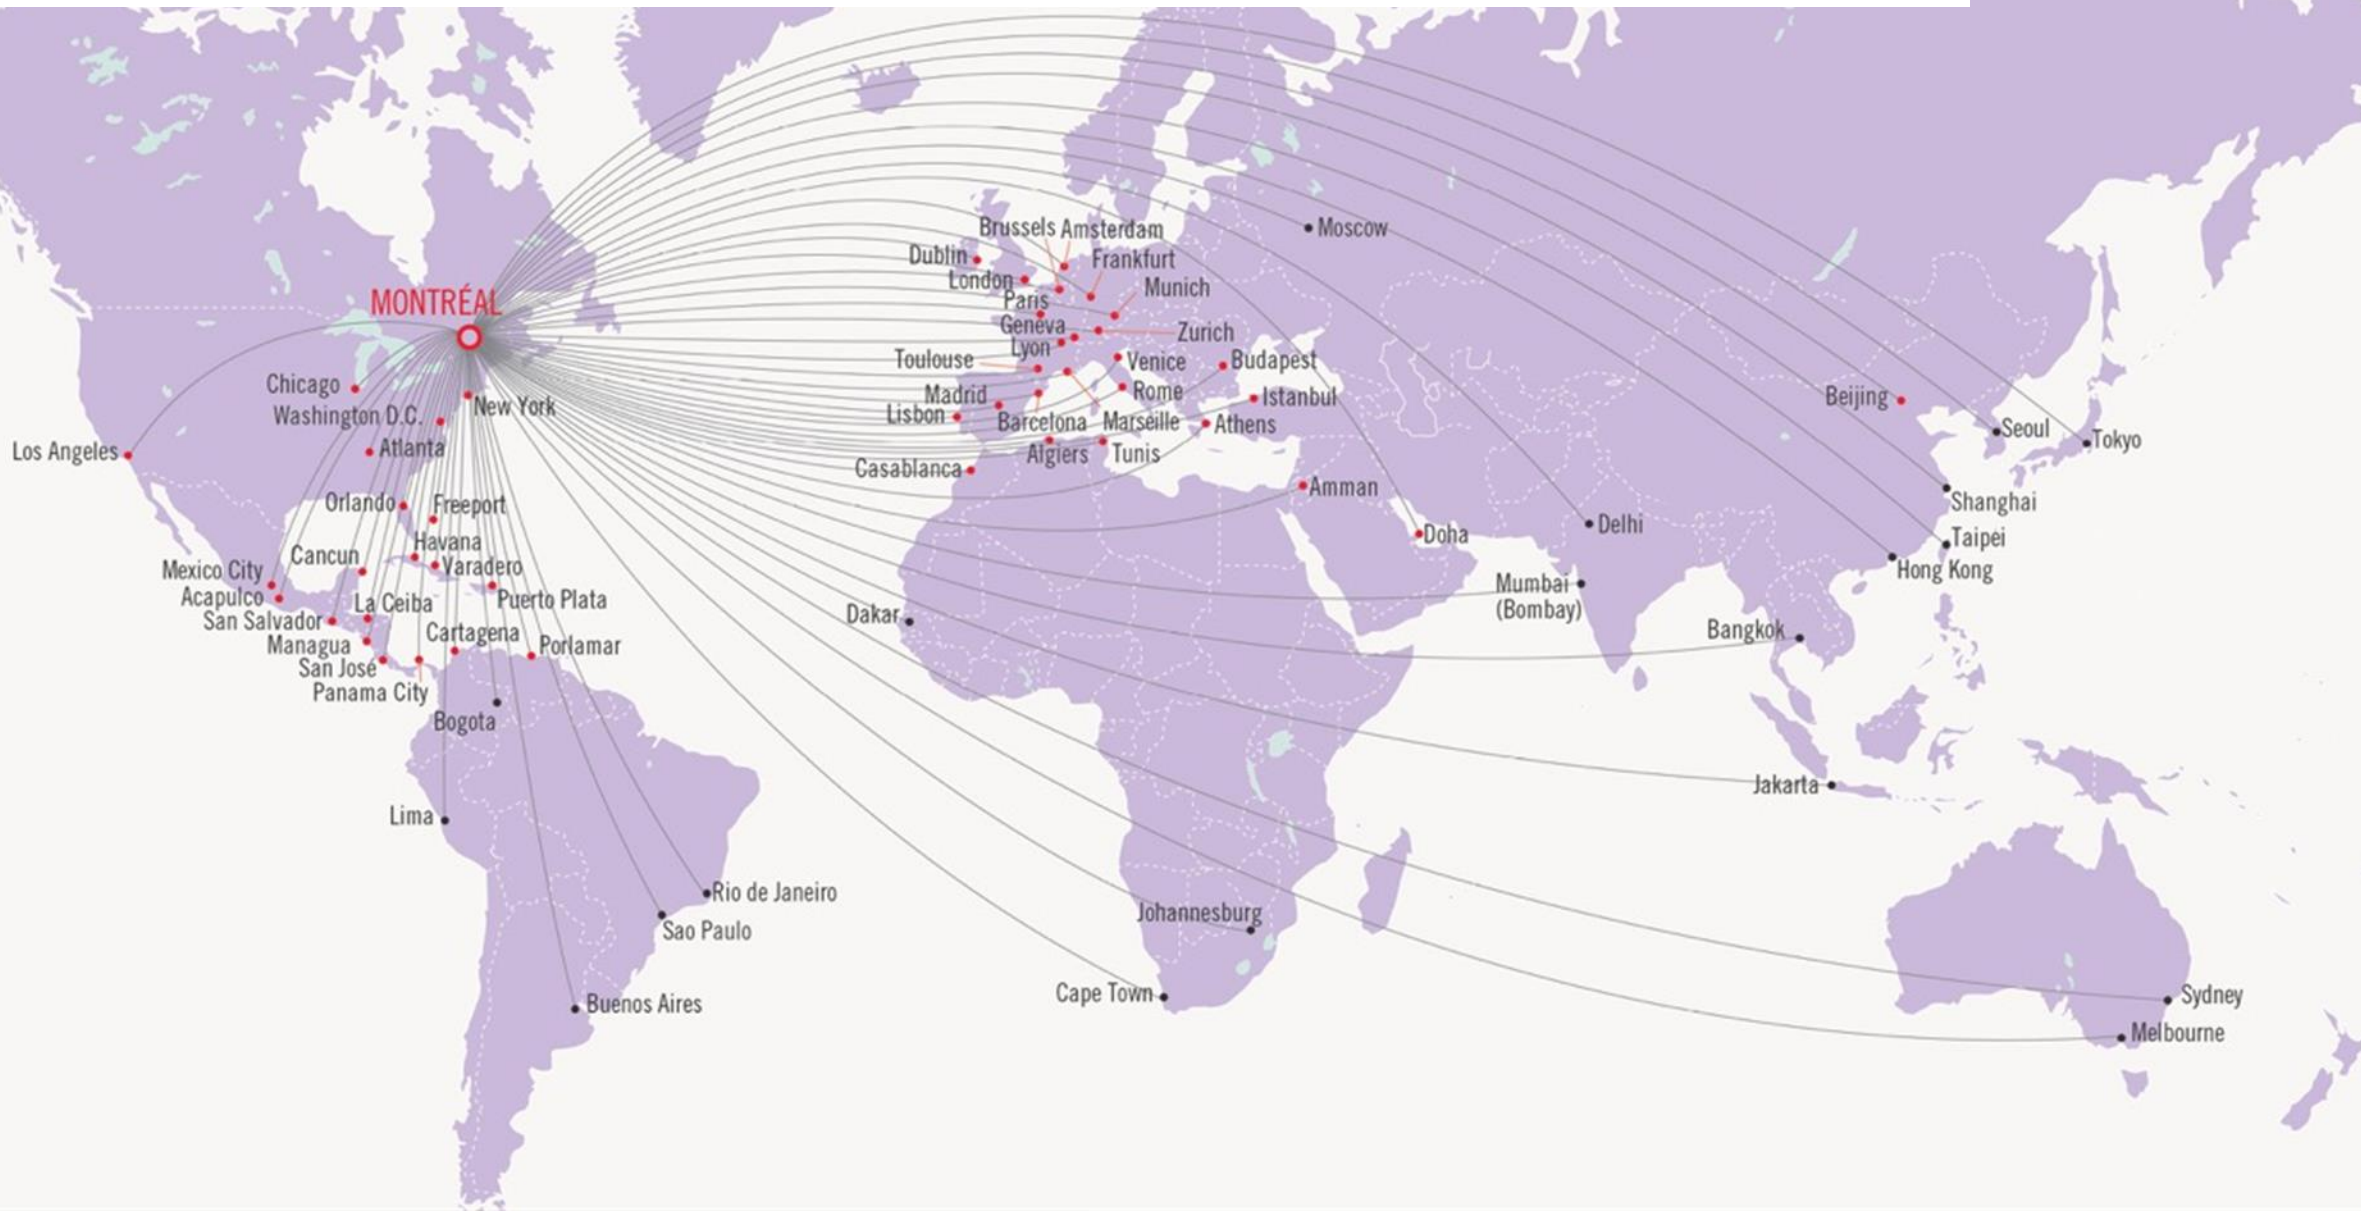 MONTRÉAL
Chicago
Washington D.C.
New York
Los Angeles
Atlanta
Orlando
Freeport
Havana
Cancun
Varadero
Mexico City
Acapulco
La Ceiba
Puerto Plata
San Salvador
Managua
Cartagena
Porlamar
San José
Panama City
Bogota
Lima
Rio de Janeiro
Sao Paulo
Buenos Aires
Brussels
Amsterdam
Dublin
Frankfurt
London
Munich
Paris
Geneva
Zurich
Lyon
Toulouse
Venice
Budapest
Madrid
Rome
Istanbul
Lisbon
Barcelona
Marseille
Athens
Algiers
Tunis
Casablanca
Amman
Doha
Moscow
Dakar
Johannesburg
Cape Town
Delhi
Mumbai
(Bombay)
Bangkok
Beijing
Seoul
Tokyo
Shanghai
Taipei
Hong Kong
Jakarta
Sydney
Melbourne